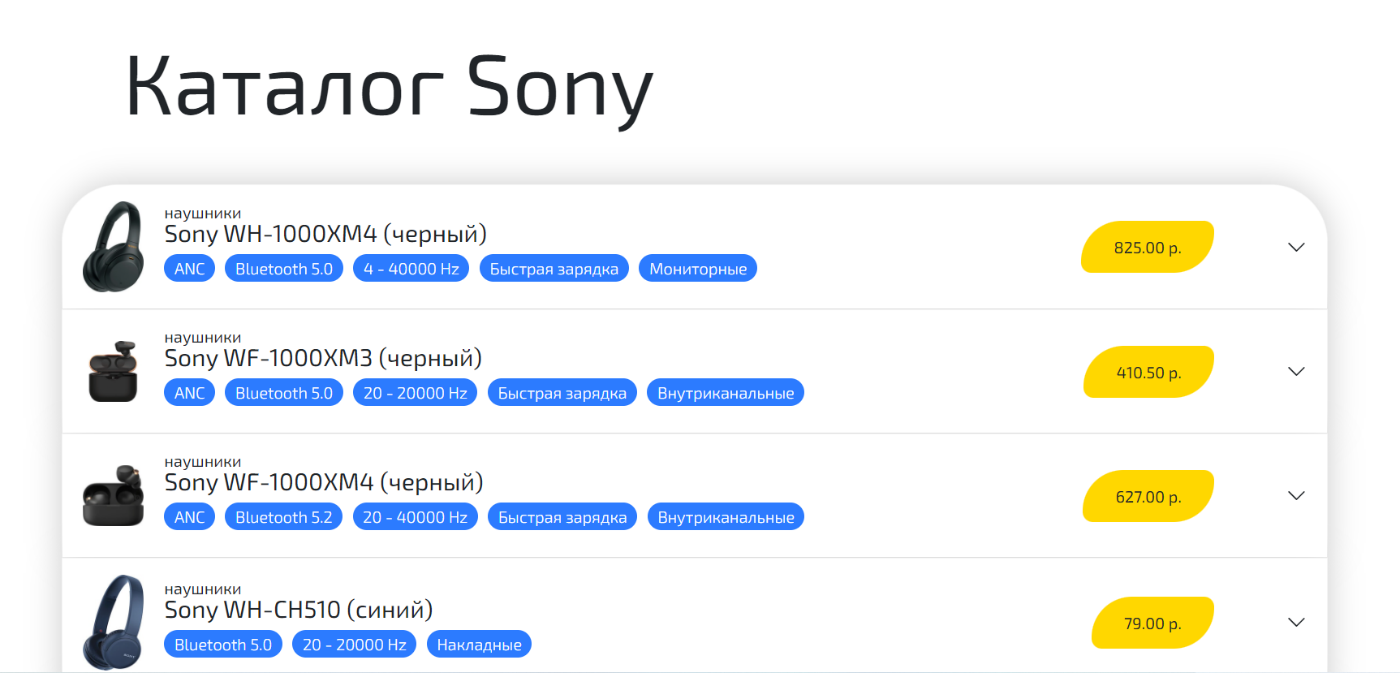 Каталог Sony
наушники
Sony WH-1000XM4 (черный)
ANC Bluetooth 5.0 4 - 40000 Hz Быстрая зарядка Мониторные
825.00 р.
наушники
Sony WF-1000XM3 (черный)
ANC Bluetooth 5.0 20 - 20000 Hz Быстрая зарядка Внутриканальные
410.50 р.
наушники
Sony WF-1000XM4 (черный)
ANC Bluetooth 5.2 20 - 40000 Hz Быстрая зарядка Внутриканальные
627.00 р.
наушники
Sony WH-CH510 (синий)
Bluetooth 5.0 20 - 20000 Hz Накладные
79.00 р.
SONY